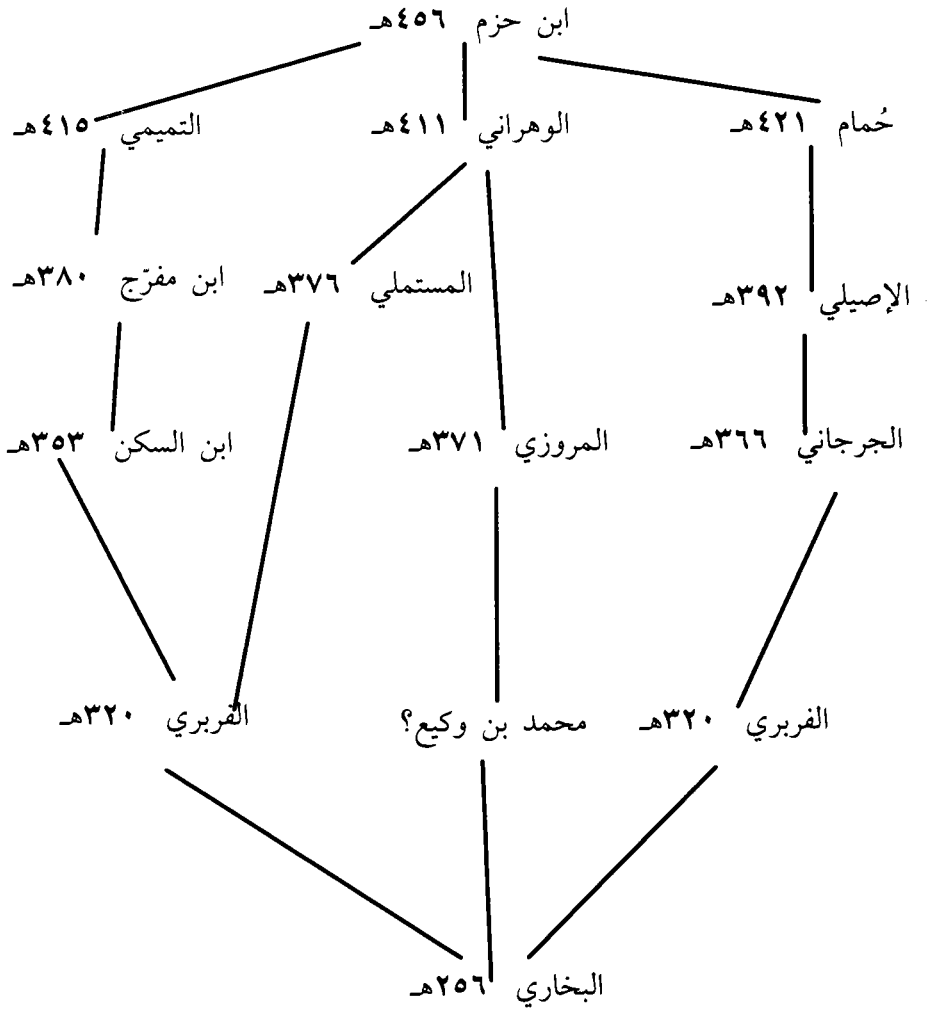 ابن حزم ٤٥٦هـ
حُمام ٤٢١هـ
الوهراني ٤١١هـ
التميمي ٤١٥هـ
الإصيلي ٣٩٢هـ
المستملي ٣٧٦هـ
ابن مفرّج ٣٨٠هـ
الجرجاني ٣٦٦هـ
المروزي ٣٧١هـ
ابن السكن ٣٥٣هـ
الفربري ٣٢٠هـ
محمد بن وكيع؟
الفربري ٣٢٠هـ
البخاري ٢٥٦هـ